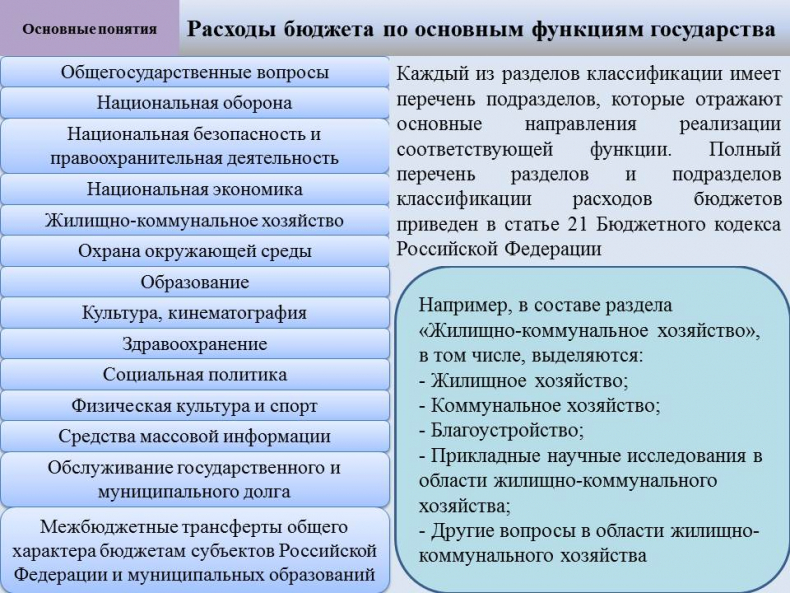 Основные понятия
Расходы бюджета по основным функциям государства
Общегосударственные вопросы
Национальная оборона
Национальная безопасность и
правоохранительная деятельность
Национальная экономика
Жилищно-коммунальное хозяйство
Охрана окружающей среды
Образование
Культура, кинематография
Здравоохранение
Социальная политика
Физическая культура и спорт
Средства массовой информации
Обслуживание государственного и
муниципального долга
Межбюджетные трансферты общего
характера бюджетам субъектов Российской
Федерации и муниципальных образований
Каждый из разделов классификации имеет
перечень подразделов, которые отражают
основные направления реализации
соответствующей функции. Полный
перечень разделов и подразделов
классификации расходов бюджетов
приведен в статье 21 Бюджетного кодекса
Российской Федерации
Например, в составе раздела
«Жилищно-коммунальное хозяйство»,
в том числе, выделяются:
- Жилищное хозяйство;
- Коммунальное хозяйство;
- Благоустройство;
- Прикладные научные исследования в
области жилищно-коммунального
хозяйства;
- Другие вопросы в области жилищно-
коммунального хозяйства